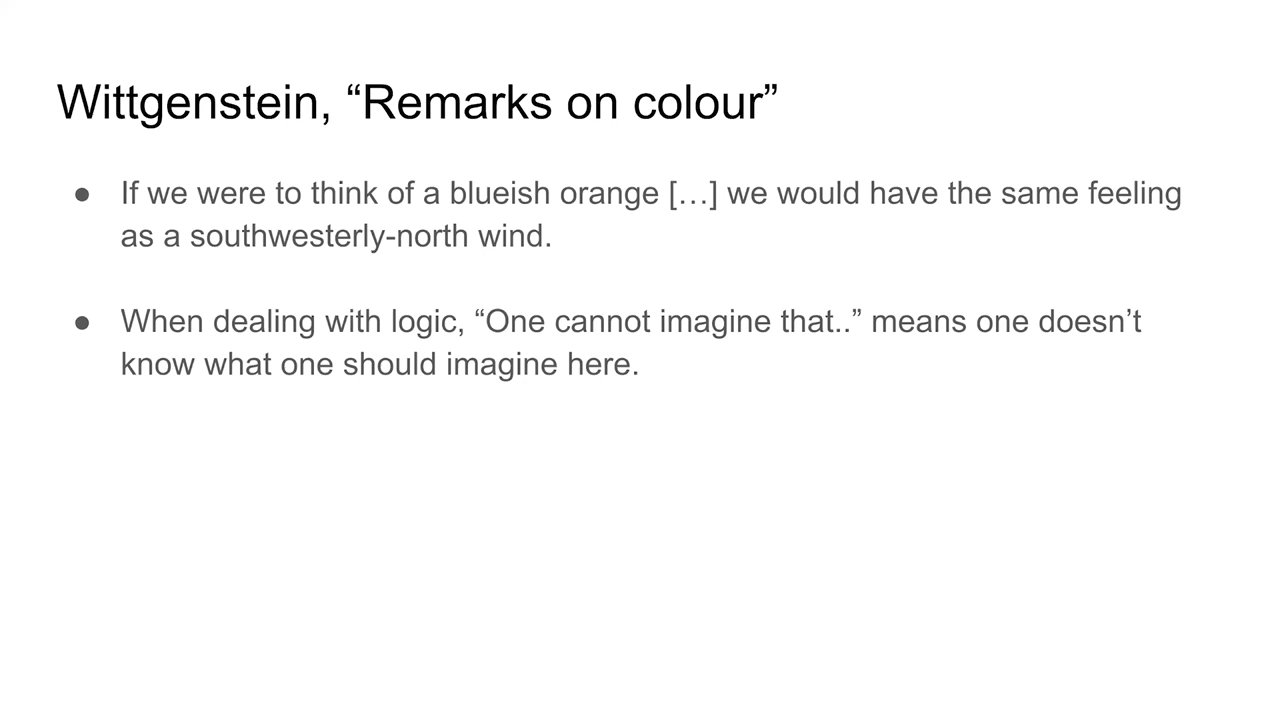 Wittgenstein, “Remarks on colour”
● If we were to think of a blueish orange […] we would have the same feeling
as a southwesterly-north wind.
● When dealing with logic, “One cannot imagine that..” means one doesn’t
know what one should imagine here.